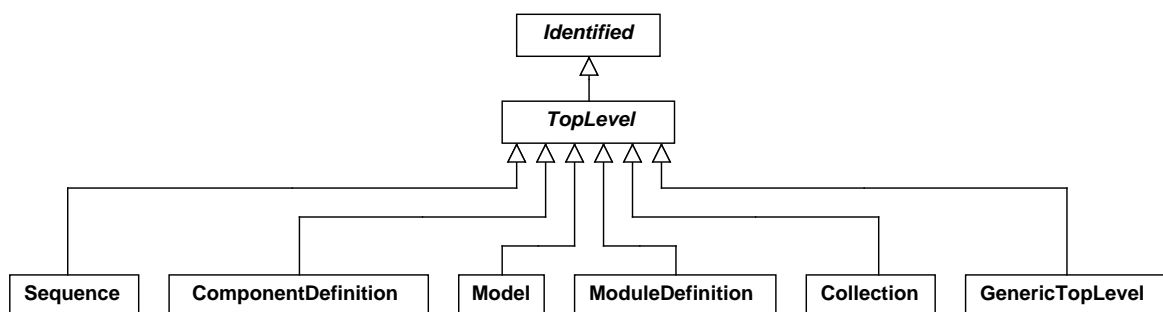 Identified
TopLevel
Sequence
ComponentDefinition
Model
ModuleDefinition
Collection
GenericTopLevel